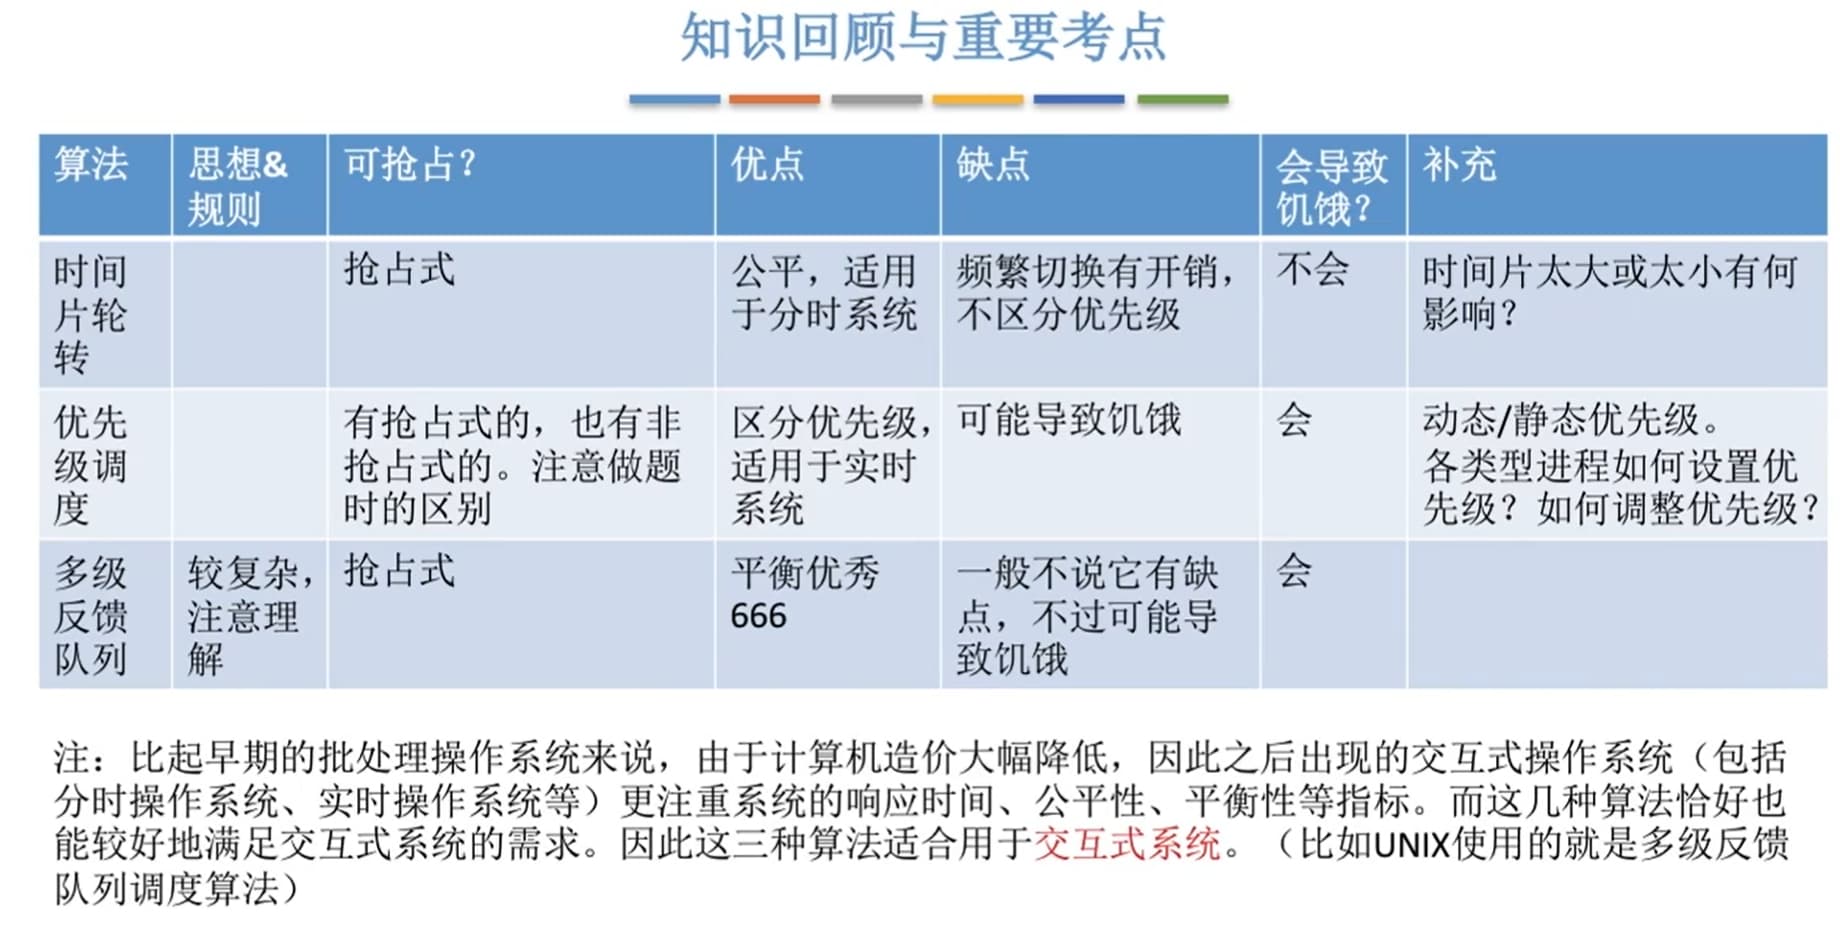 知识回顾与重要考点
算法 思想& 可抢占？ 优点 缺点 会导致 补充
规则 饥饿？
时间 抢占式 公平，适用 频繁切换有开销， 不会 时间片太大或太小有何
片轮 于分时系统 不区分优先级 影响？
转
优先 有抢占式的，也有非 区分优先级， 可能导致饥饿 会 动态/静态优先级。
级调 抢占式的。注意做题 适用于实时 各类型进程如何设置优
度 时的区别 系统 先级？如何调整优先级？
多级 较复杂， 抢占式 平衡优秀 一般不说它有缺 会
反馈 注意理 666 点，不过可能导
队列 解 致饥饿
注：比起早期的批处理操作系统来说，由于计算机造价大幅降低，因此之后出现的交互式操作系统（包括
分时操作系统、实时操作系统等）更注重系统的响应时间、公平性、平衡性等指标。而这几种算法恰好也
能较好地满足交互式系统的需求。因此这三种算法适合用于交互式系统。（比如UNIX使用的就是多级反馈
队列调度算法）